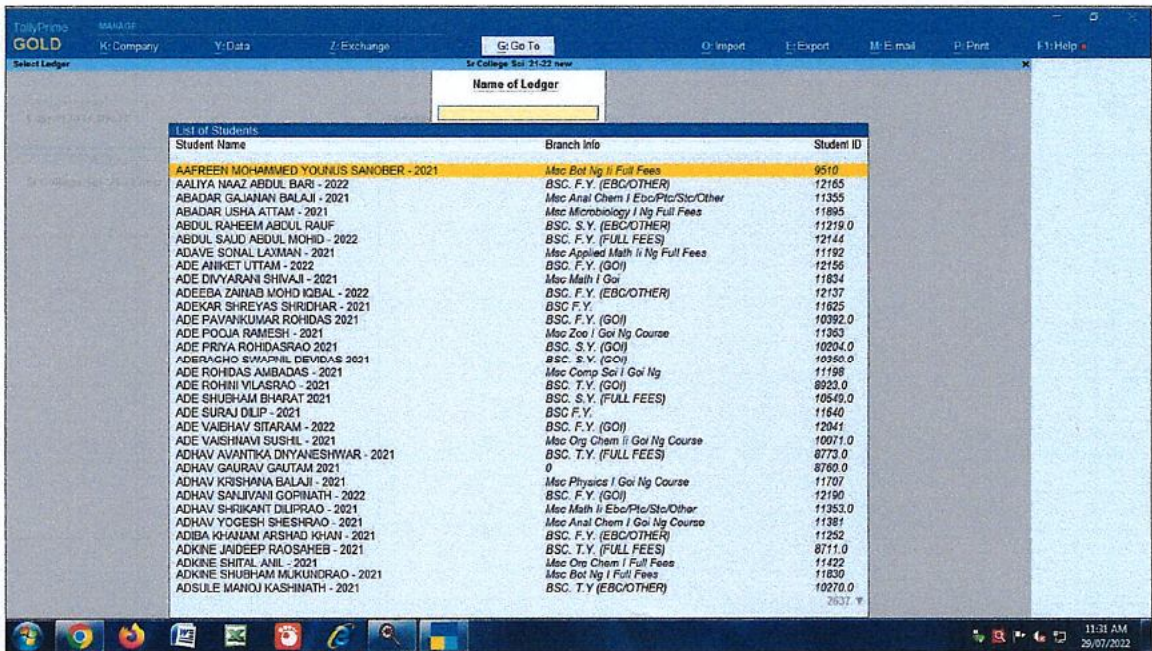 TallyPrime MANAGE
GOLD K: Company Y: Data Z: Exchange G: Go To O: Import E: Export M: E-mail P: Print F1: Help
Select Ledger Sr College Sci 21-22 new
Name of Ledger
List of Students
Student Name Branch Info Student ID
AAFREEN MOHAMMED YOUNUS SANOBER - 2021 Msc Bot Ng Ii Full Fees 9510
AALIYA NAAZ ABDUL BARI - 2022 BSC. F.Y. (EBC/OTHER) 12165
ABADAR GAJANAN BALAJI - 2021 Msc Anal Chem I Ebc/Ptc/Stc/Other 11355
ABADAR USHA ATTAM - 2021 Msc Microbiology I Ng Full Fees 11895
ABDUL RAHEEM ABDUL RAUF BSC. S.Y. (EBC/OTHER) 11219.0
ABDUL SAUD ABDUL MOHID - 2022 BSC. F.Y. (FULL FEES) 12144
ADAVE SONAL LAXMAN - 2021 Msc Applied Math Ii Ng Full Fees 11192
ADE ANIKET UTTAM - 2022 BSC. F.Y. (GOI) 12156
ADE DIVYARANI SHIVAJI - 2021 Msc Math I Goi 11834
ADEEBA ZAINAB MOHD IQBAL - 2022 BSC. F.Y. (EBC/OTHER) 12137
ADEKAR SHREYAS SHRIDHAR - 2021 BSC F.Y. 11625
ADE PAVANKUMAR ROHIDAS 2021 BSC. F.Y. (GOI) 10392.0
ADE POOJA RAMESH - 2021 Msc Zoo I Goi Ng Course 11363
ADE PRIYA ROHIDASRAO 2021 BSC. S.Y. (GOI) 10204.0
ADERAGHO SWAPNIL DEVIDAS 2021 BSC. S.Y. (GOI) 10350.0
ADE ROHIDAS AMBADAS - 2021 Msc Comp Sci I Goi Ng 11198
ADE ROHINI VILASRAO - 2021 BSC. T.Y. (GOI) 8923.0
ADE SHUBHAM BHARAT 2021 BSC. S.Y. (FULL FEES) 10549.0
ADE SURAJ DILIP - 2021 BSC F.Y. 11640
ADE VAIBHAV SITARAM - 2022 BSC. F.Y. (GOI) 12041
ADE VAISHNAVI SUSHIL - 2021 Msc Org Chem Ii Goi Ng Course 10071.0
ADHAV AVANTIKA DNYANESHWAR - 2021 BSC. T.Y. (FULL FEES) 8773.0
ADHAV GAURAV GAUTAM 2021 0 8760.0
ADHAV KRISHANA BALAJI - 2021 Msc Physics I Goi Ng Course 11707
ADHAV SANJIVANI GOPINATH - 2022 BSC. F.Y. (GOI) 12190
ADHAV SHRIKANT DILIPRAO - 2021 Msc Math Ii Ebc/Ptc/Stc/Other 11353.0
ADHAV YOGESH SHESHRAO - 2021 Msc Anal Chem I Goi Ng Course 11381
ADIBA KHANAM ARSHAD KHAN - 2021 BSC. F.Y. (EBC/OTHER) 11252
ADKINE JAIDEEP RAOSAHEB - 2021 BSC. T.Y. (FULL FEES) 8711.0
ADKINE SHITAL ANIL - 2021 Msc Org Chem I Full Fees 11422
ADKINE SHUBHAM MUKUNDRAO - 2021 Msc Bot Ng I Full Fees 11830
ADSULE MANOJ KASHINATH - 2021 BSC. T.Y (EBC/OTHER) 10270.0
2637
11:31 AM
29/07/2022